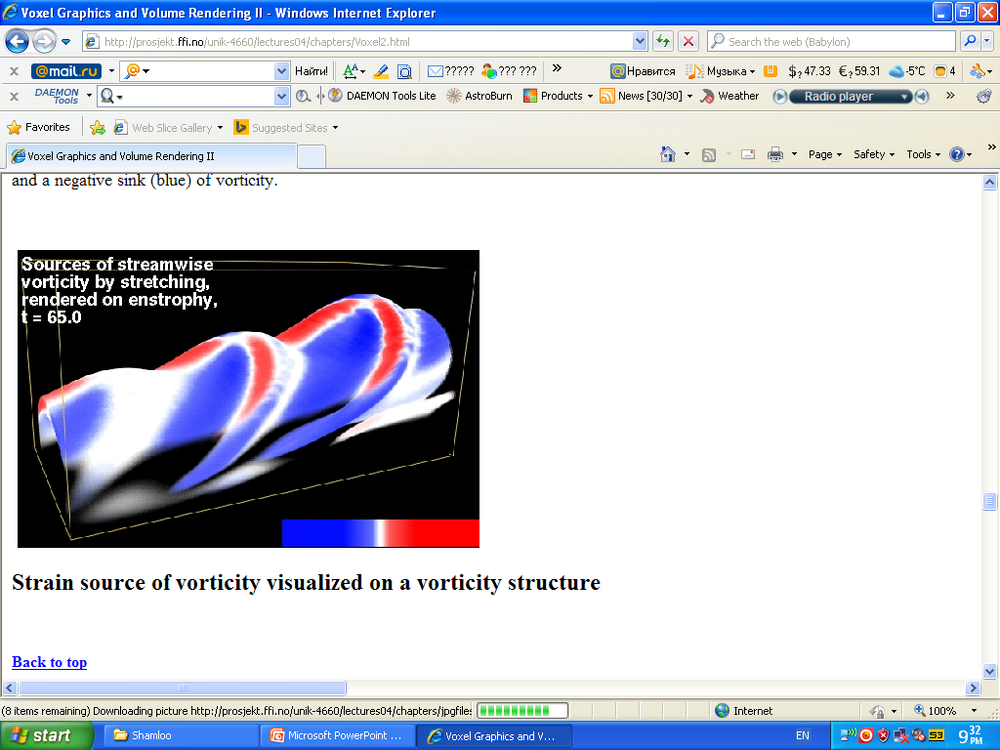 Voxel Graphics and Volume Rendering II - Windows Internet Explorer
http://prosjekt.ffi.no/unik-4660/lectures04/chapters/Voxel2.html
Search the web (Babylon)
x @mail.ru Найти! ????? ??? ??? » Нравится Музыка $? 47.33 €? 59.31 -5°C 4
x DAEMON Tools DAEMON Tools Lite AstroBurn Products News [30/30] Weather Radio player »
Favorites Web Slice Gallery Suggested Sites
Voxel Graphics and Volume Rendering II
Page Safety Tools »
and a negative sink (blue) of vorticity.
Sources of streamwise
vorticity by stretching,
rendered on enstrophy,
t = 65.0
Strain source of vorticity visualized on a vorticity structure
Back to top
(8 items remaining) Downloading picture http://prosjekt.ffi.no/unik-4660/lectures04/chapters/jpgfiles Internet 100%
start Shamloo Microsoft PowerPoint ... Voxel Graphics and V... EN 53 9 32 PM